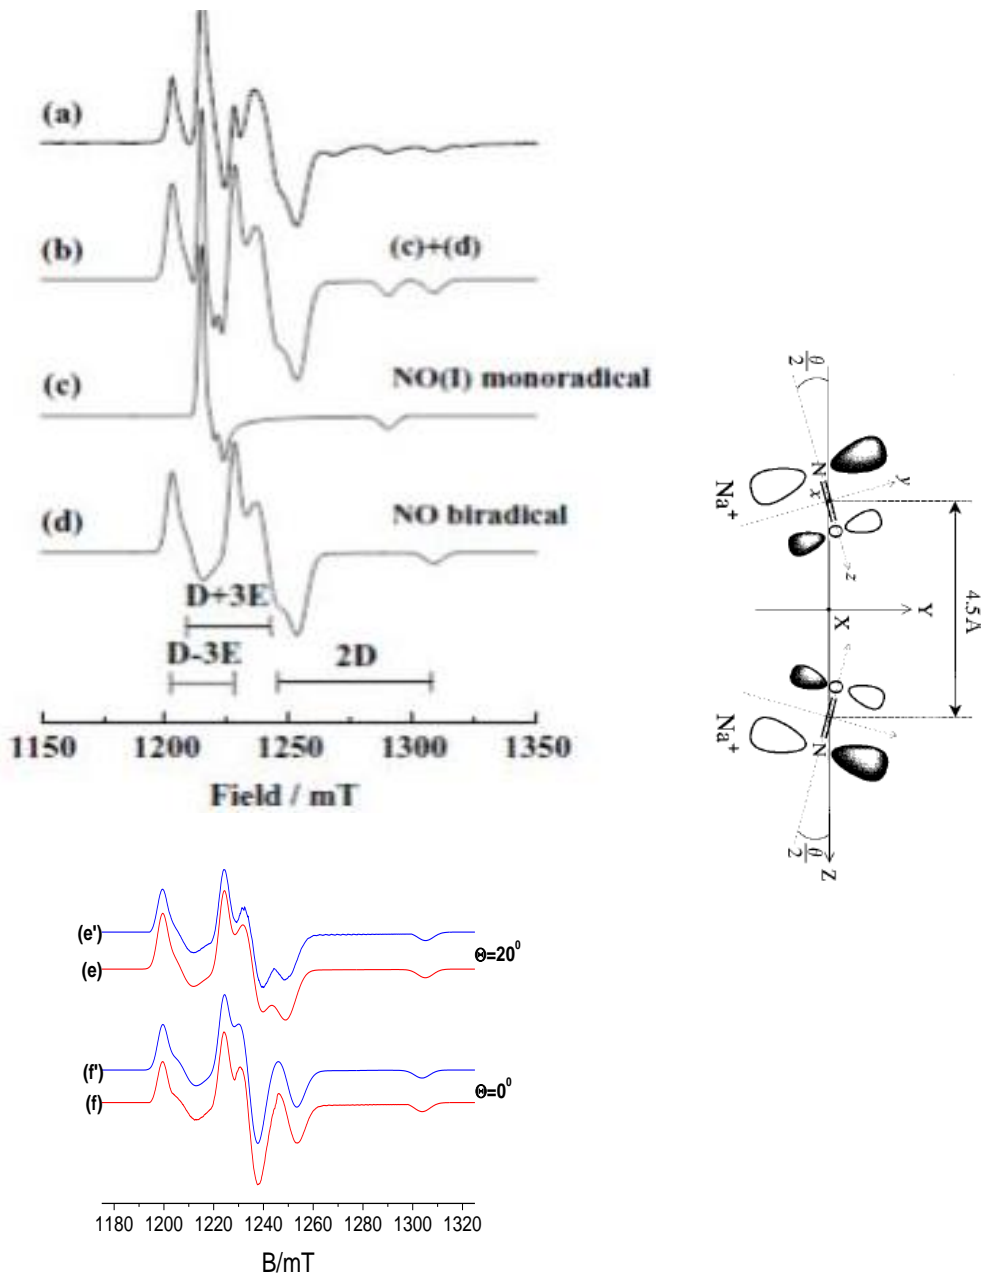 (a)
(b)
(c)+(d)
(c)
NO(I) monoradical
(d)
NO biradical
D+3E
D-3E
2D
1150 1200 1250 1300 1350
Field / mT
θ/2
N
x
y
O
z
Na+
4.5 Å
X
Y
O
N
Na+
θ/2
Z
(e')
(e)
Θ=20⁰
(f')
(f)
Θ=0⁰
1180 1200 1220 1240 1260 1280 1300 1320
B/mT